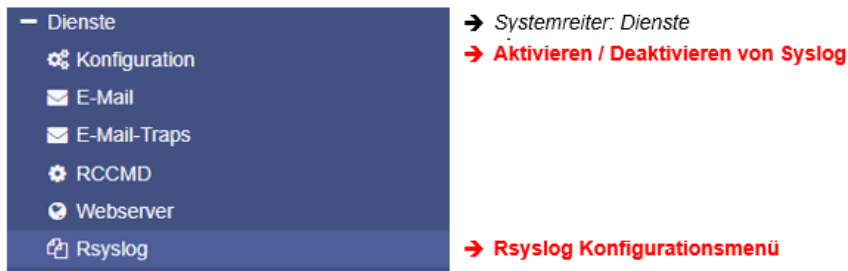 Dienste → Systemreiter: Dienste
Konfiguration → Aktivieren / Deaktivieren von Syslog
E-Mail
E-Mail-Traps
RCCMD
Webserver
Rsyslog → Rsyslog Konfigurationsmenü